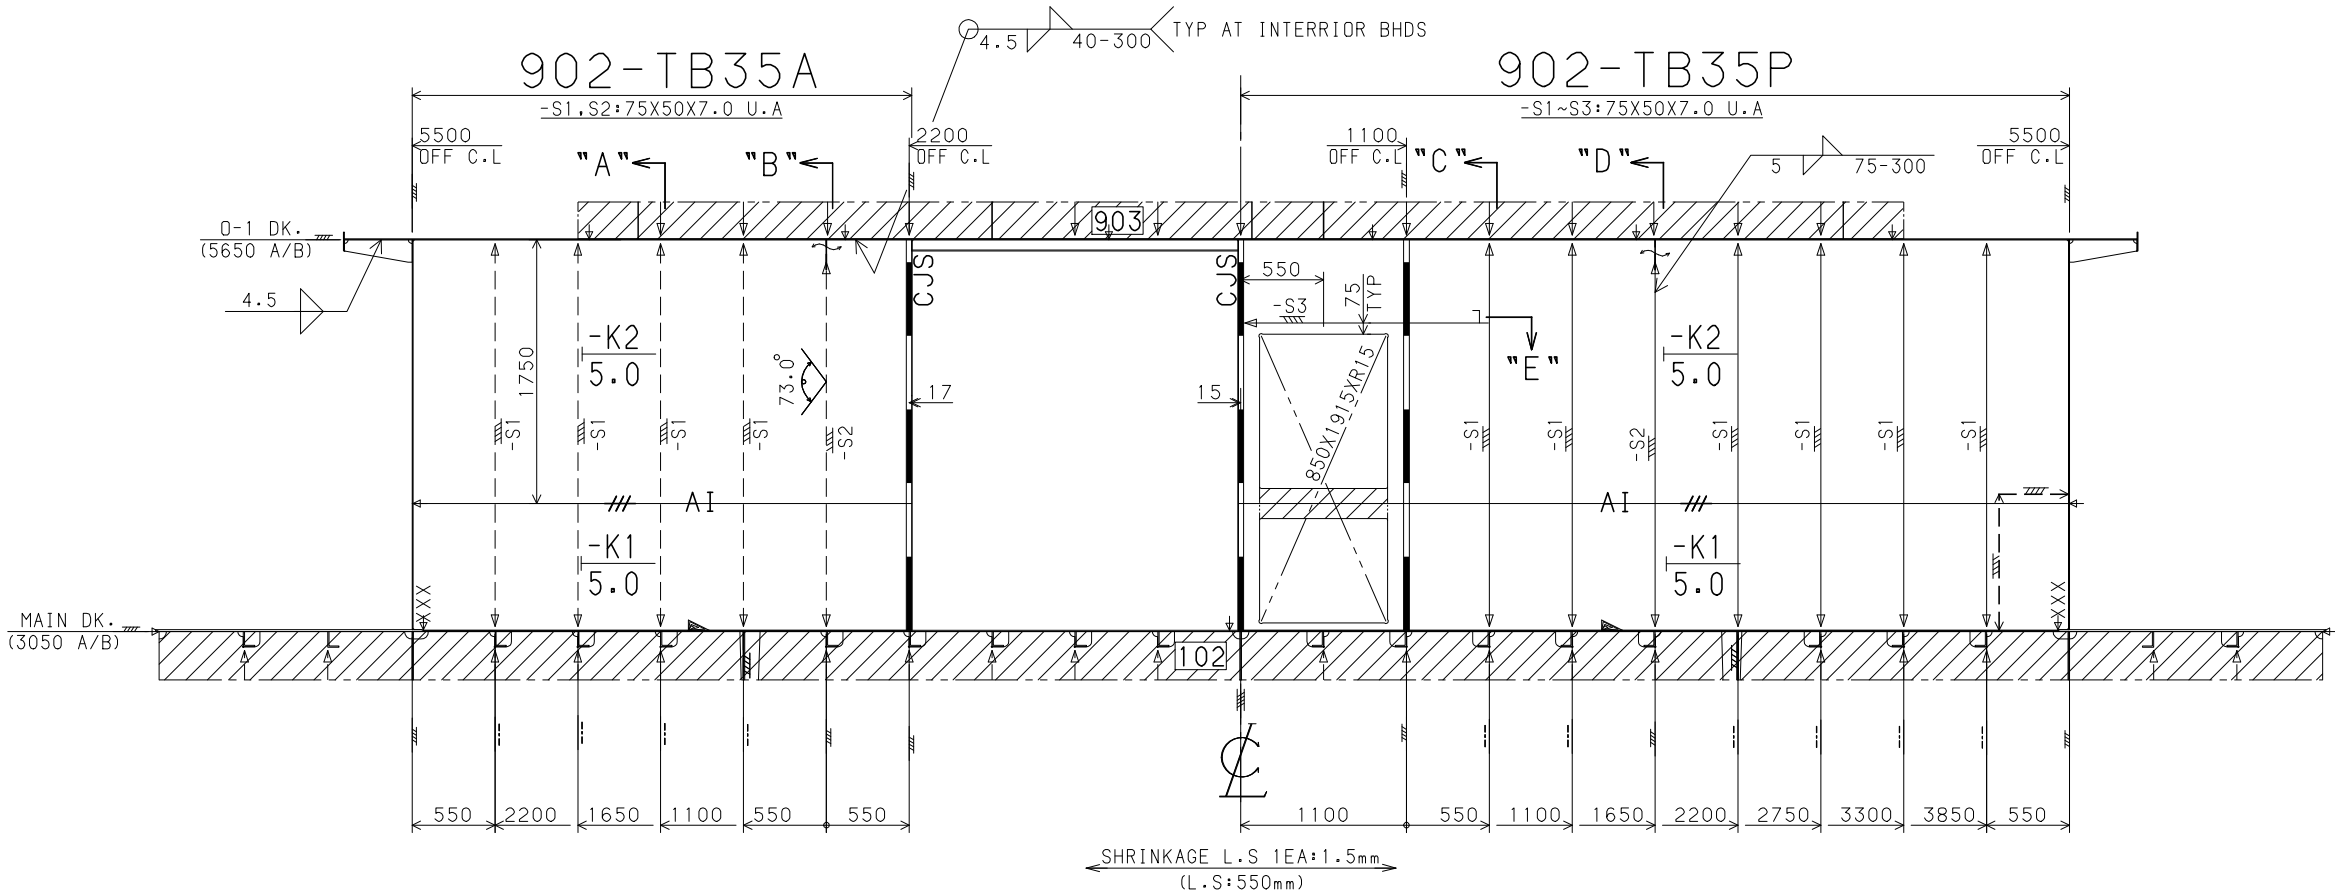 4.5
40-300
TYP AT INTERRIOR BHDS
902-TB35A
-S1,S2:75X50X7.0 U.A
902-TB35P
-S1~S3:75X50X7.0 U.A
5500
OFF C.L
2200
OFF C.L
1100
OFF C.L
5500
OFF C.L
"A"
"B"
"C"
"D"
5
75-300
903
0-1 DK.
(5650 A/B)
4.5
CJS
CJS
550
-S3
75
TYP
"E"
-K2
5.0
1750
73.0°
17
15
850X1915XR15
-K2
5.0
-S1
-S1
-S1
-S1
-S2
-S1
-S1
-S2
-S1
-S1
-S1
-S1
AI
AI
-K1
5.0
-K1
5.0
XXX
XXX
MAIN DK.
(3050 A/B)
102
CL
550
2200
1650
1100
550
550
1100
550
1100
1650
2200
2750
3300
3850
550
SHRINKAGE L.S 1EA:1.5mm
(L.S:550mm)